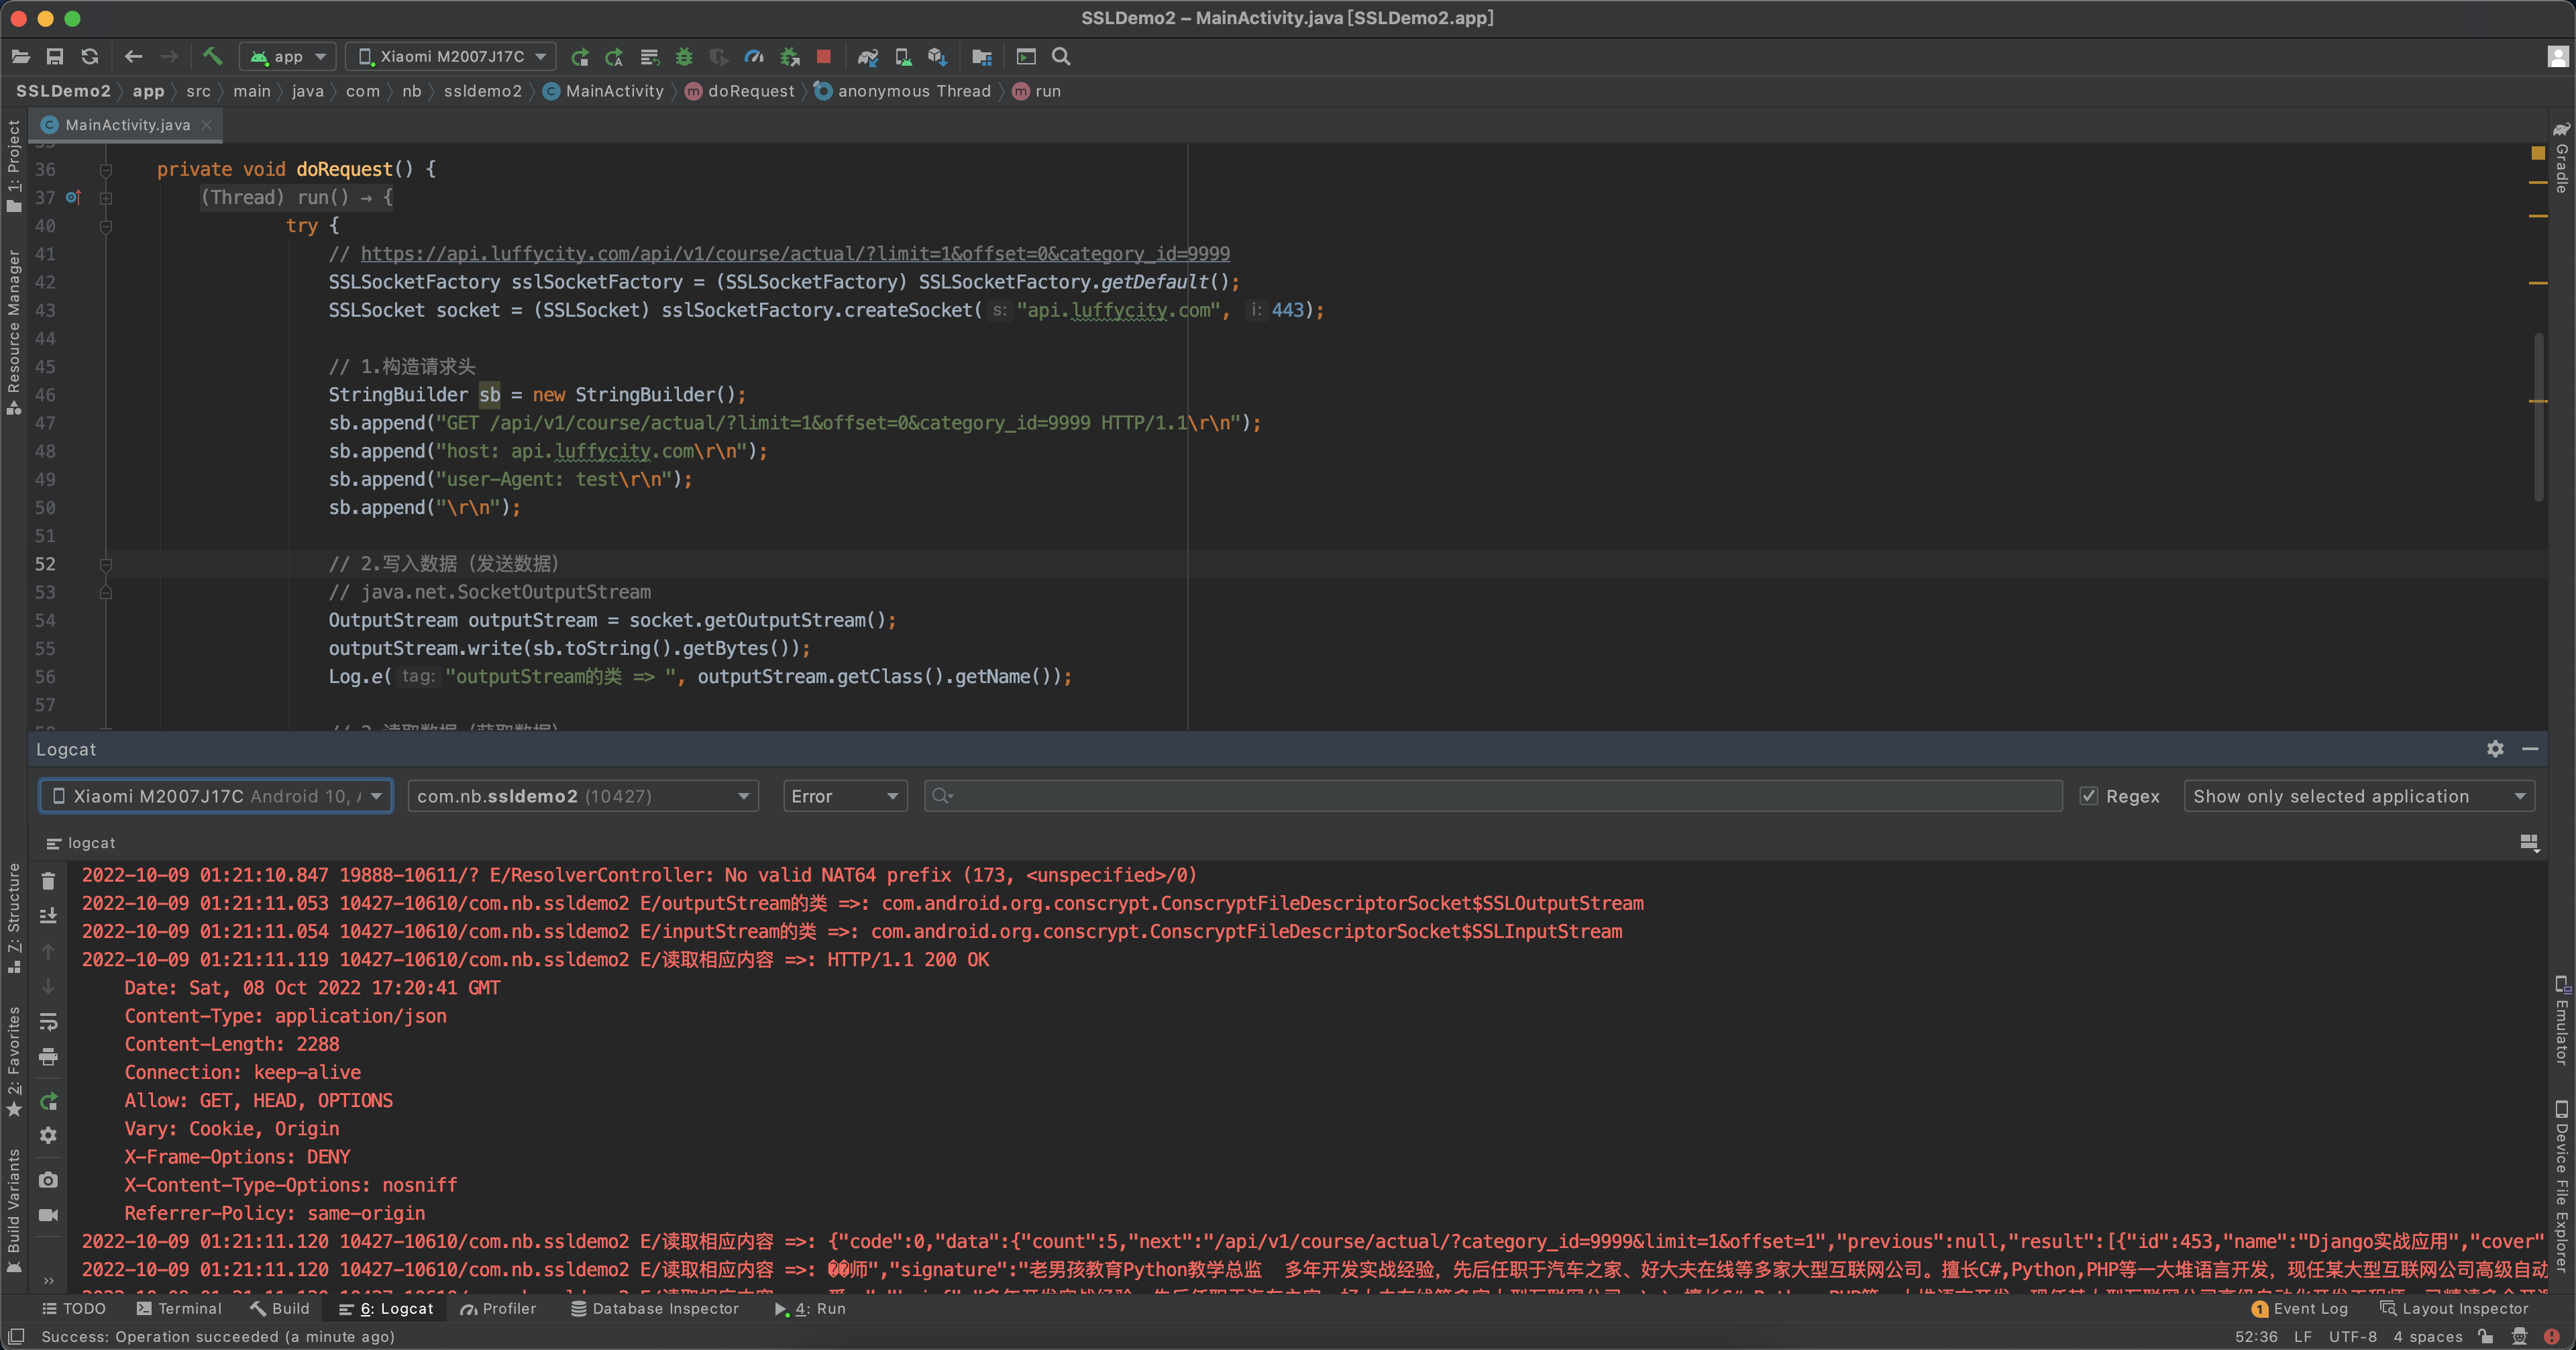 SSLDemo2 – MainActivity.java [SSLDemo2.app]
app Xiaomi M2007J17C
SSLDemo2 app src main java com nb ssldemo2 MainActivity doRequest anonymous Thread run
MainActivity.java
1: Project
Resource Manager
Z: Structure
2: Favorites
Build Variants
Gradle
Emulator
Device File Explorer
36 private void doRequest() {
37 (Thread) run() → {
40 try {
41 // https://api.luffycity.com/api/v1/course/actual/?limit=1&offset=0&category_id=9999
42 SSLSocketFactory sslSocketFactory = (SSLSocketFactory) SSLSocketFactory.getDefault();
43 SSLSocket socket = (SSLSocket) sslSocketFactory.createSocket( s: "api.luffycity.com", i: 443);
44
45 // 1.构造请求头
46 StringBuilder sb = new StringBuilder();
47 sb.append("GET /api/v1/course/actual/?limit=1&offset=0&category_id=9999 HTTP/1.1\r\n");
48 sb.append("host: api.luffycity.com\r\n");
49 sb.append("user-Agent: test\r\n");
50 sb.append("\r\n");
51
52 // 2.写入数据（发送数据）
53 // java.net.SocketOutputStream
54 OutputStream outputStream = socket.getOutputStream();
55 outputStream.write(sb.toString().getBytes());
56 Log.e( tag: "outputStream的类 => ", outputStream.getClass().getName());
57
Logcat
Xiaomi M2007J17C Android 10, com.nb.ssldemo2 (10427) Error Regex Show only selected application
logcat
2022-10-09 01:21:10.847 19888-10611/? E/ResolverController: No valid NAT64 prefix (173, <unspecified>/0)
2022-10-09 01:21:11.053 10427-10610/com.nb.ssldemo2 E/outputStream的类 =>: com.android.org.conscrypt.ConscryptFileDescriptorSocket$SSLOutputStream
2022-10-09 01:21:11.054 10427-10610/com.nb.ssldemo2 E/inputStream的类 =>: com.android.org.conscrypt.ConscryptFileDescriptorSocket$SSLInputStream
2022-10-09 01:21:11.119 10427-10610/com.nb.ssldemo2 E/读取相应内容 =>: HTTP/1.1 200 OK
Date: Sat, 08 Oct 2022 17:20:41 GMT
Content-Type: application/json
Content-Length: 2288
Connection: keep-alive
Allow: GET, HEAD, OPTIONS
Vary: Cookie, Origin
X-Frame-Options: DENY
X-Content-Type-Options: nosniff
Referrer-Policy: same-origin
2022-10-09 01:21:11.120 10427-10610/com.nb.ssldemo2 E/读取相应内容 =>: {"code":0,"data":{"count":5,"next":"/api/v1/course/actual/?category_id=9999&limit=1&offset=1","previous":null,"result":[{"id":453,"name":"Django实战应用","cover"
2022-10-09 01:21:11.120 10427-10610/com.nb.ssldemo2 E/读取相应内容 =>: ��师","signature":"老男孩教育Python教学总监 多年开发实战经验，先后任职于汽车之家、好大夫在线等多家大型互联网公司。擅长C#,Python,PHP等一大堆语言开发，现任某大型互联网公司高级自动
TODO Terminal Build 6: Logcat Profiler Database Inspector 4: Run 1 Event Log Layout Inspector
Success: Operation succeeded (a minute ago) 52:36 LF UTF-8 4 spaces